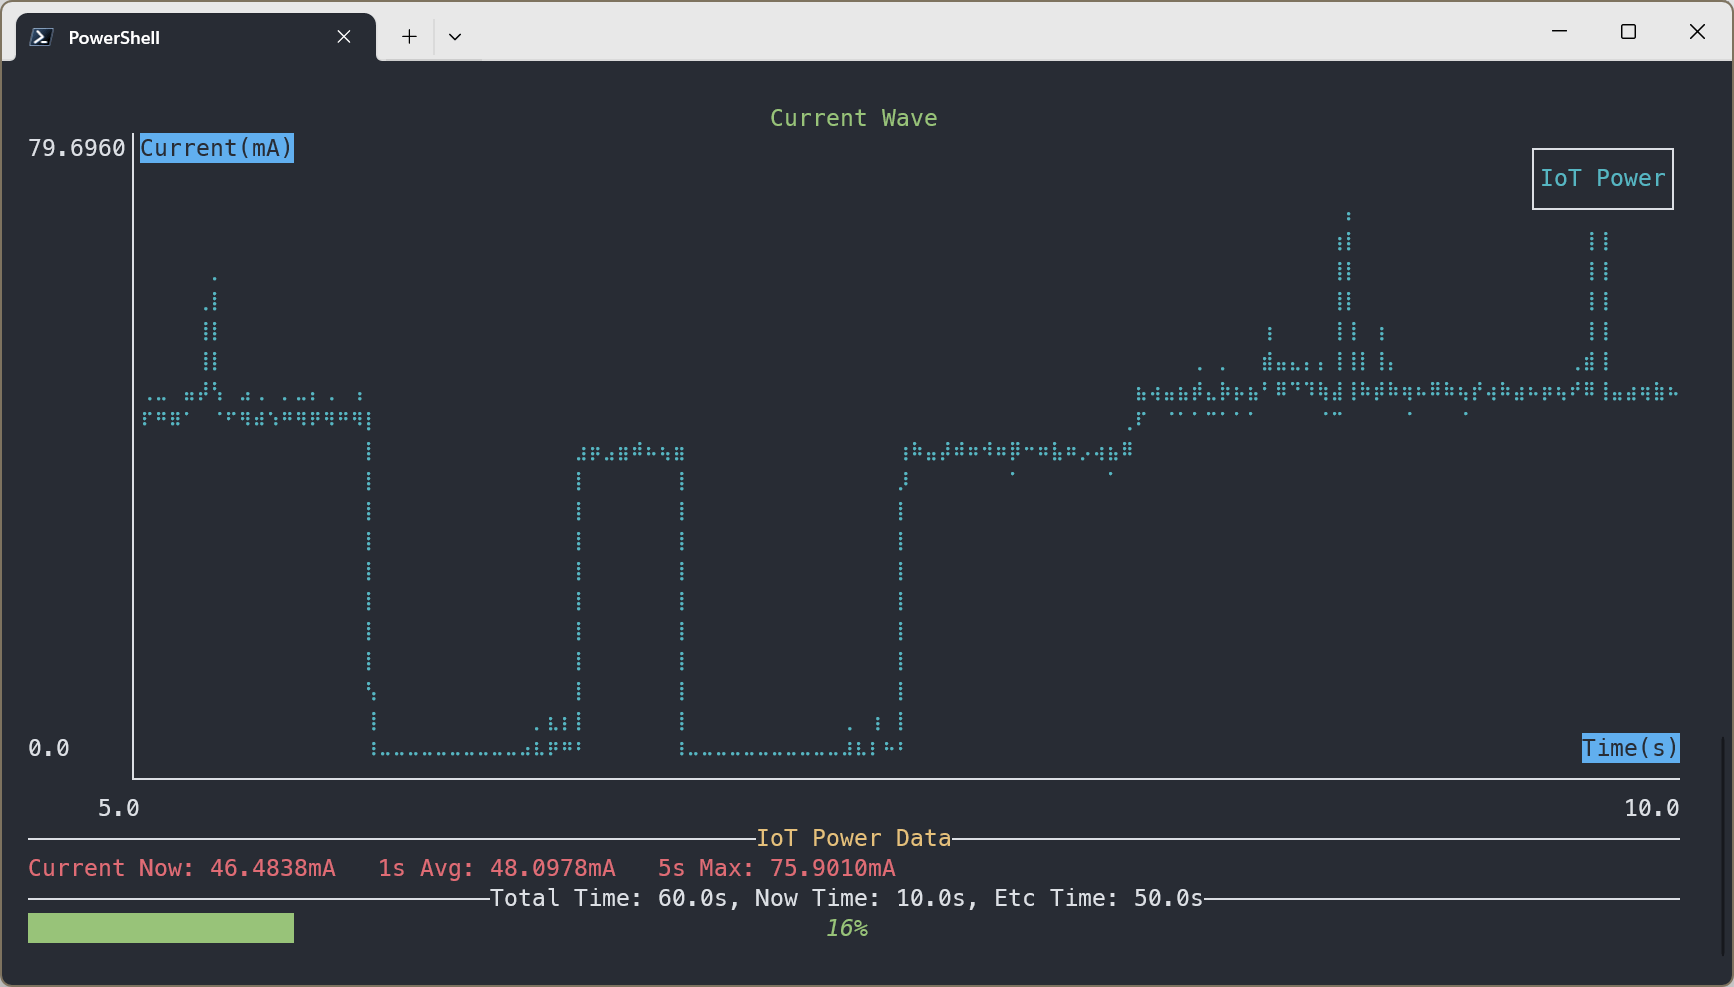 PowerShell
Current Wave
79.6960 Current(mA)
IoT Power
0.0 Time(s)
5.0 10.0
IoT Power Data
Current Now: 46.4838mA 1s Avg: 48.0978mA 5s Max: 75.9010mA
Total Time: 60.0s, Now Time: 10.0s, Etc Time: 50.0s
16%